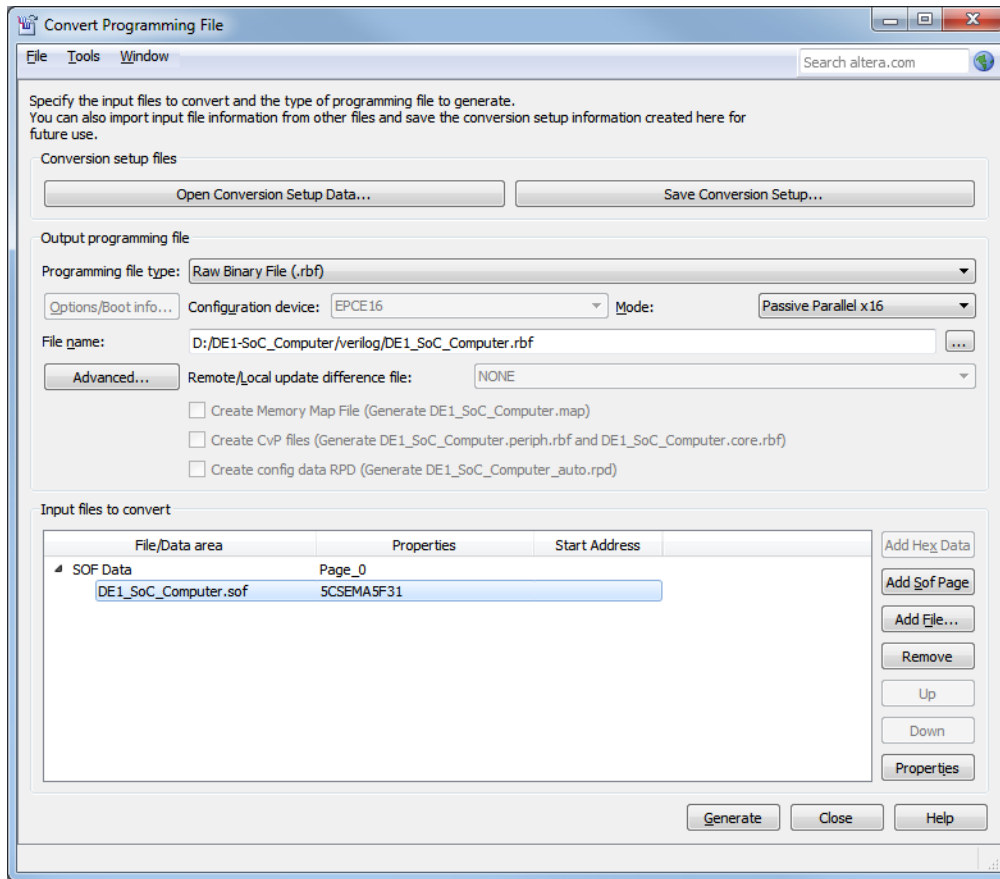 Convert Programming File
File Tools Window Search altera.com
Specify the input files to convert and the type of programming file to generate.
You can also import input file information from other files and save the conversion setup information created here for
future use.
Conversion setup files
Open Conversion Setup Data... Save Conversion Setup...
Output programming file
Programming file type: Raw Binary File (.rbf)
Options/Boot info... Configuration device: EPCE16 Mode: Passive Parallel x16
File name: D:/DE1-SoC_Computer/verilog/DE1_SoC_Computer.rbf ...
Advanced... Remote/Local update difference file: NONE
Create Memory Map File (Generate DE1_SoC_Computer.map)
Create CvP files (Generate DE1_SoC_Computer.periph.rbf and DE1_SoC_Computer.core.rbf)
Create config data RPD (Generate DE1_SoC_Computer_auto.rpd)
Input files to convert
File/Data area Properties Start Address Add Hex Data
SOF Data Page_0 Add Sof Page
DE1_SoC_Computer.sof 5CSEMA5F31
Add File...
Remove
Up
Down
Properties
Generate Close Help